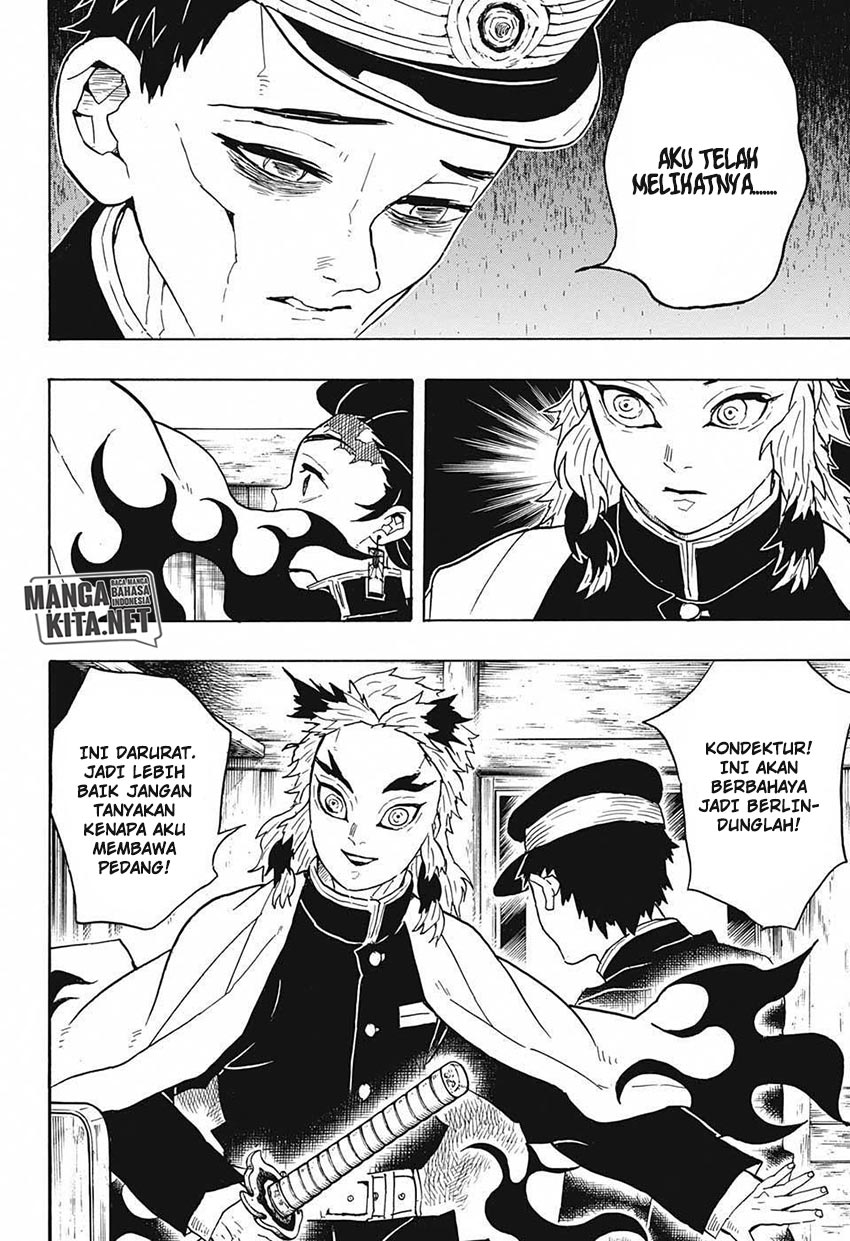 AKU TELAH
MELIHATNYA.......
MANGA
KITA.NET
BACA MANGA
BAHASA
INDONESIA
KONDEKTUR!
INI AKAN
BERBAHAYA
JADI BERLIN-
DUNGLAH!
INI DARURAT.
JADI LEBIH
BAIK JANGAN
TANYAKAN
KENAPA AKU
MEMBAWA
PEDANG!